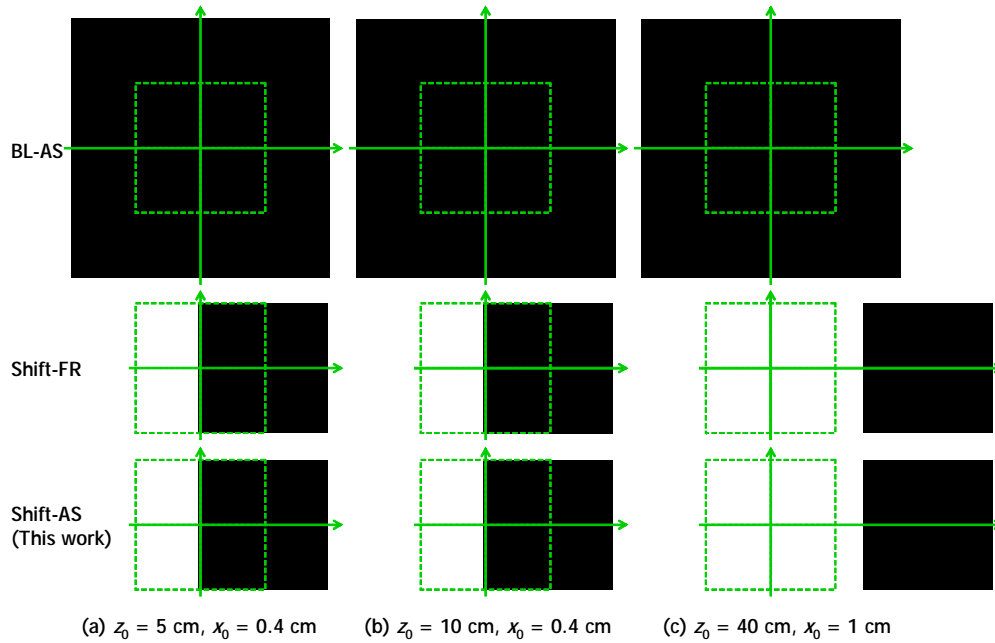 BL-AS
Shift-FR
Shift-AS
(This work)
(a) z₀ = 5 cm, x₀ = 0.4 cm
(b) z₀ = 10 cm, x₀ = 0.4 cm
(c) z₀ = 40 cm, x₀ = 1 cm